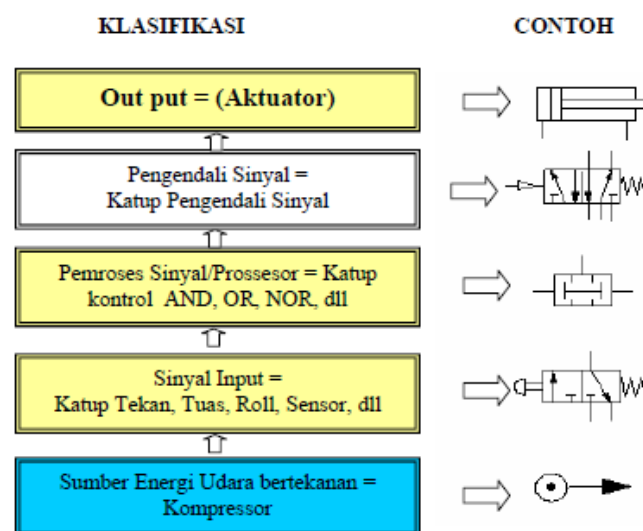 KLASIFIKASI
CONTOH
Out put = (Aktuator)
Pengendali Sinyal =
Katup Pengendali Sinyal
Pemroses Sinyal/Prossesor = Katup
kontrol AND, OR, NOR, dll
Sinyal Input =
Katup Tekan, Tuas, Roll, Sensor, dll
Sumber Energi Udara bertekanan =
Kompressor